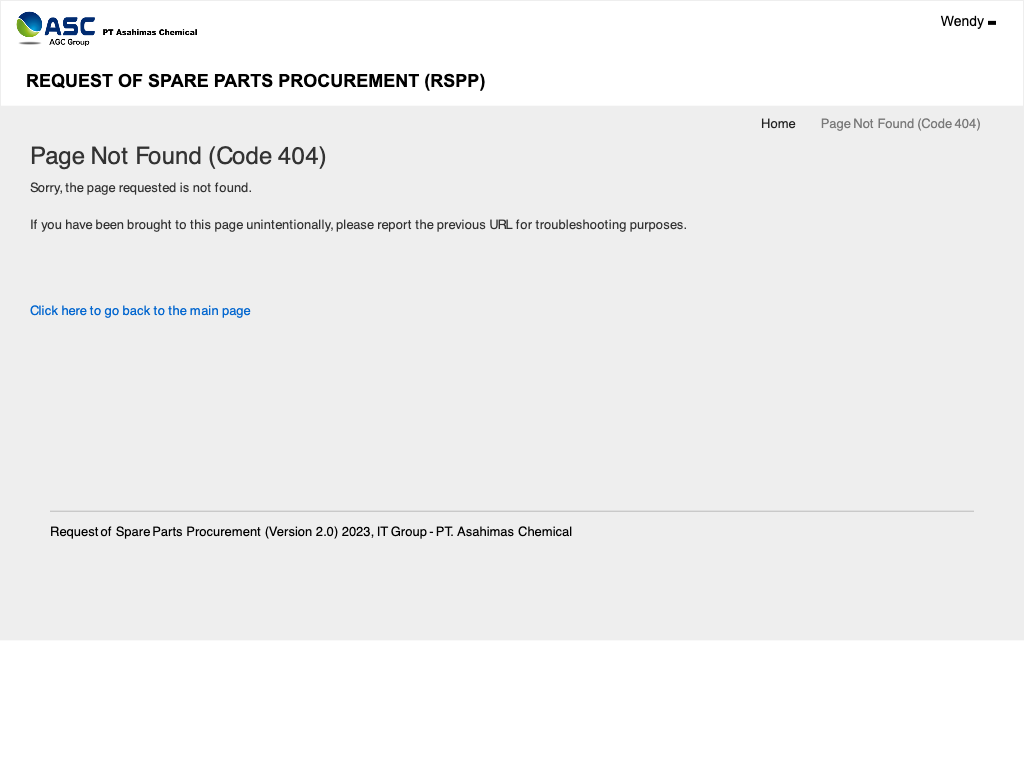 ASC
AGC Group
PT Asahimas Chemical
Wendy
REQUEST OF SPARE PARTS PROCUREMENT (RSPP)
Home
Page Not Found (Code 404)
Page Not Found (Code 404)
Sorry, the page requested is not found.
If you have been brought to this page unintentionally, please report the previous URL for troubleshooting purposes.
Click here to go back to the main page
Request of Spare Parts Procurement (Version 2.0) 2023, IT Group - PT. Asahimas Chemical